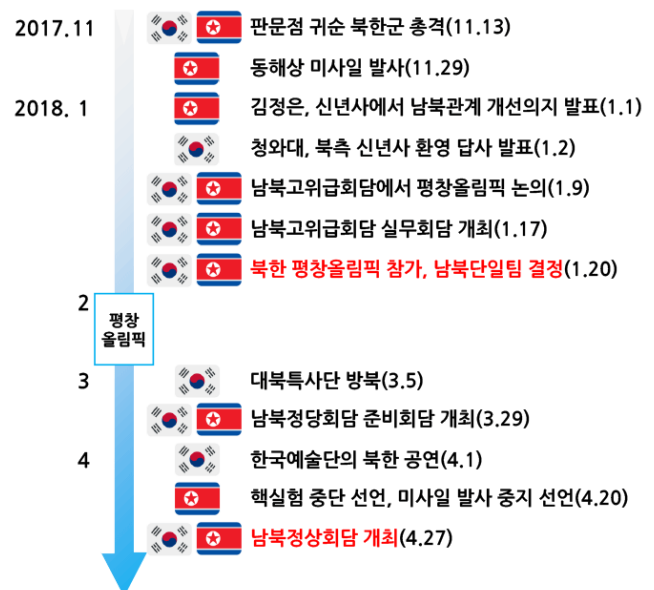 2017.11 판문점 귀순 북한군 총격(11.13)
동해상 미사일 발사(11.29)
2018. 1 김정은, 신년사에서 남북관계 개선의지 발표(1.1)
청와대, 북측 신년사 환영 답사 발표(1.2)
남북고위급회담에서 평창올림픽 논의(1.9)
남북고위급회담 실무회담 개최(1.17)
북한 평창올림픽 참가, 남북단일팀 결정(1.20)
2
평창
올림픽
3 대북특사단 방북(3.5)
남북정당회담 준비회담 개최(3.29)
4 한국예술단의 북한 공연(4.1)
핵실험 중단 선언, 미사일 발사 중지 선언(4.20)
남북정상회담 개최(4.27)